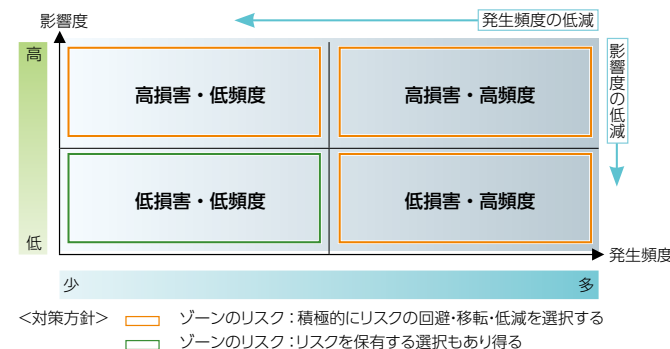 影響度
発生頻度の低減
高
影響度の低減
高損害・低頻度
高損害・高頻度
低損害・低頻度
低損害・高頻度
低
発生頻度
少
多
<対策方針>
ゾーンのリスク：積極的にリスクの回避・移転・低減を選択する
ゾーンのリスク：リスクを保有する選択もあり得る